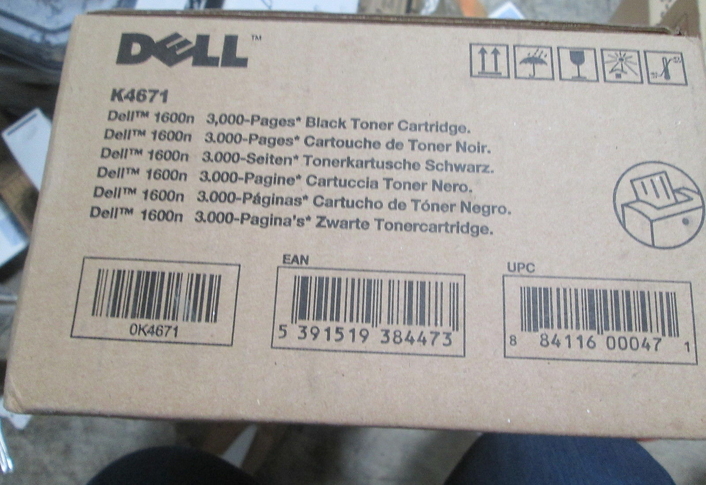 DELL™
K4671
Dell™ 1600n 3,000-Pages* Black Toner Cartridge.
Dell™ 1600n 3.000-Pages* Cartouche de Toner Noir.
Dell™ 1600n 3.000-Seiten* Tonerkartusche Schwarz.
Dell™ 1600n 3.000-Pagine* Cartuccia Toner Nero.
Dell™ 1600n 3.000-Páginas* Cartucho de Tóner Negro.
Dell™ 1600n 3.000-Pagina's* Zwarte Tonercartridge.
0K4671
EAN
5 391519 384473
UPC
8 84116 00047 1